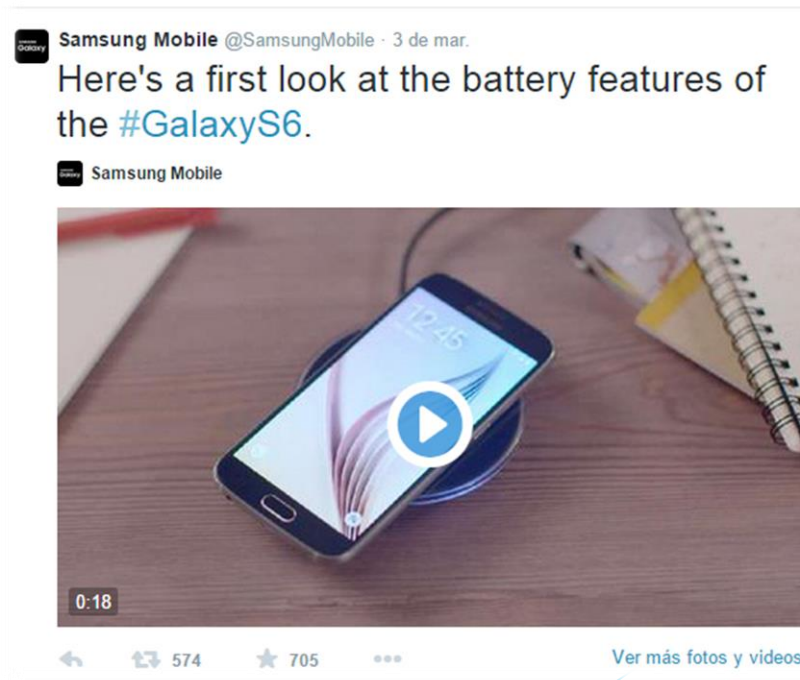 Samsung Mobile @SamsungMobile · 3 de mar.
Here's a first look at the battery features of
the #GalaxyS6.
Samsung Mobile
12:45
0:18
574 705 Ver más fotos y videos